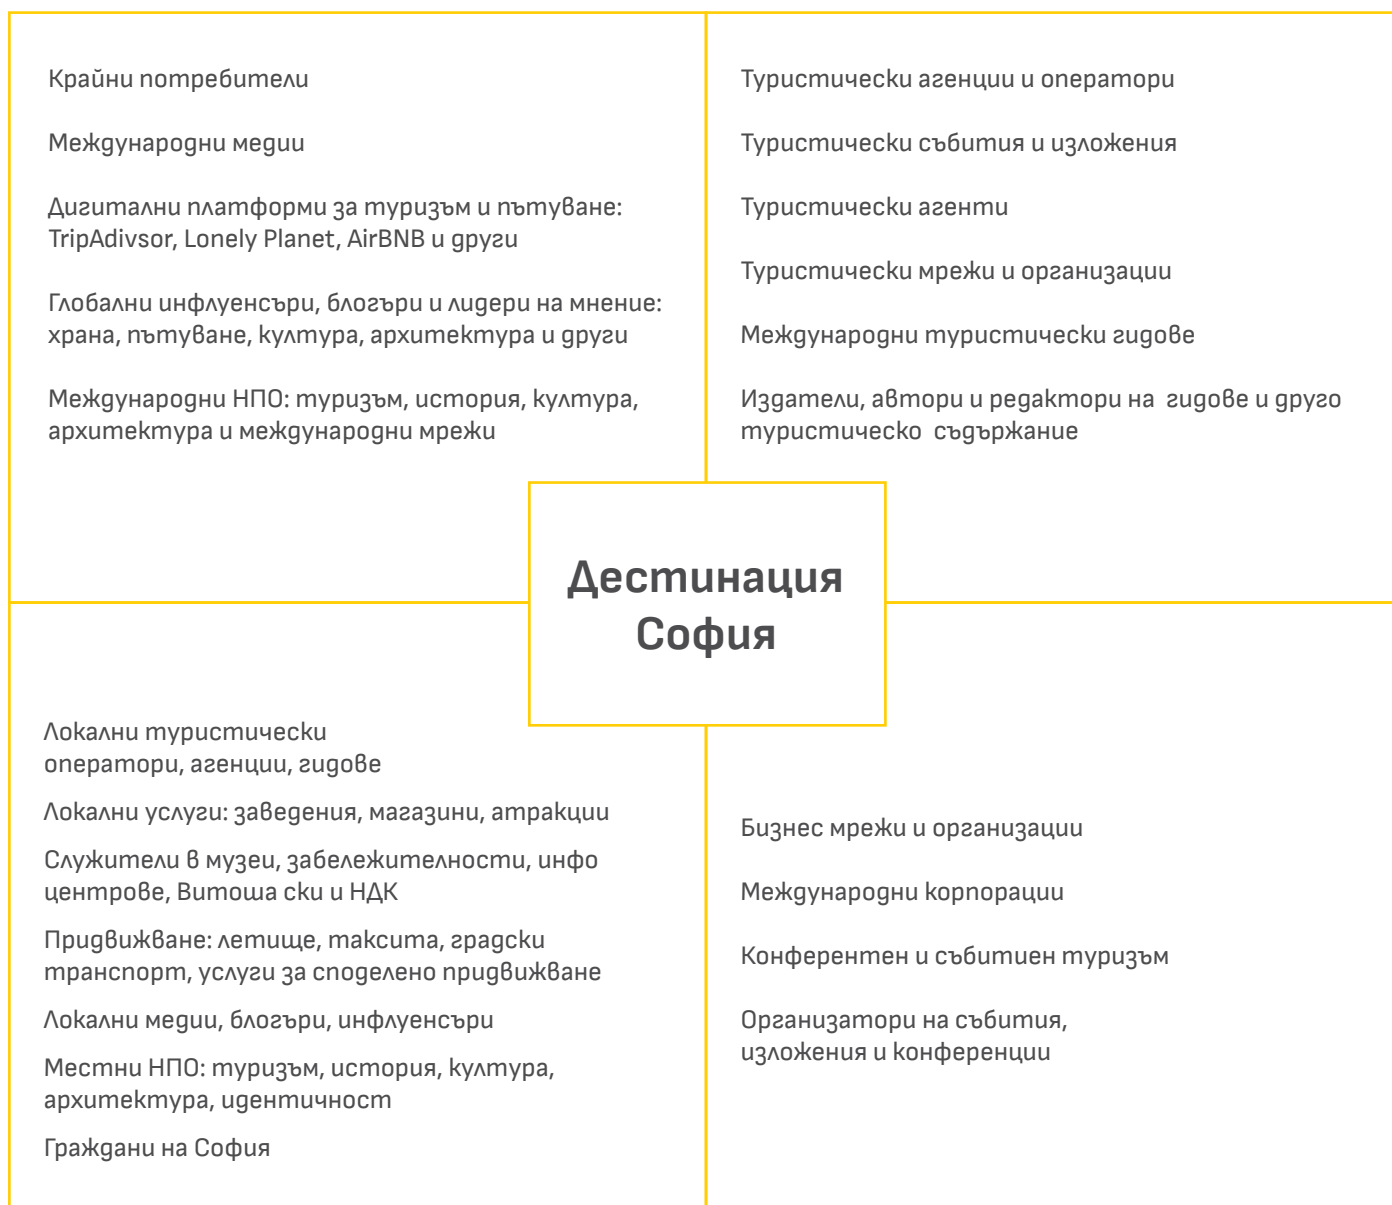 Крайни потребители
Международни медии
Дигитални платформи за туризъм и пътуване:
TripAdivsor, Lonely Planet, AirBNB и други
Глобални инфлуенсъри, блогъри и лидери на мнение:
храна, пътуване, култура, архитектура и други
Международни НПО: туризъм, история, култура,
архитектура и международни мрежи
Туристически агенции и оператори
Туристически събития и изложения
Туристически агенти
Туристически мрежи и организации
Международни туристически гидове
Издатели, автори и редактори на гидове и друго
туристическо съдържание
Дестинация
София
Локални туристически
оператори, агенции, гидове
Локални услуги: заведения, магазини, атракции
Служители в музеи, забележителности, инфо
центрове, Витоша ски и НДК
Придвижване: летище, таксита, градски
транспорт, услуги за споделено придвижване
Локални медии, блогъри, инфлуенсъри
Местни НПО: туризъм, история, култура,
архитектура, идентичност
Граждани на София
Бизнес мрежи и организации
Международни корпорации
Конферентен и събитиен туризъм
Организатори на събития,
изложения и конференции